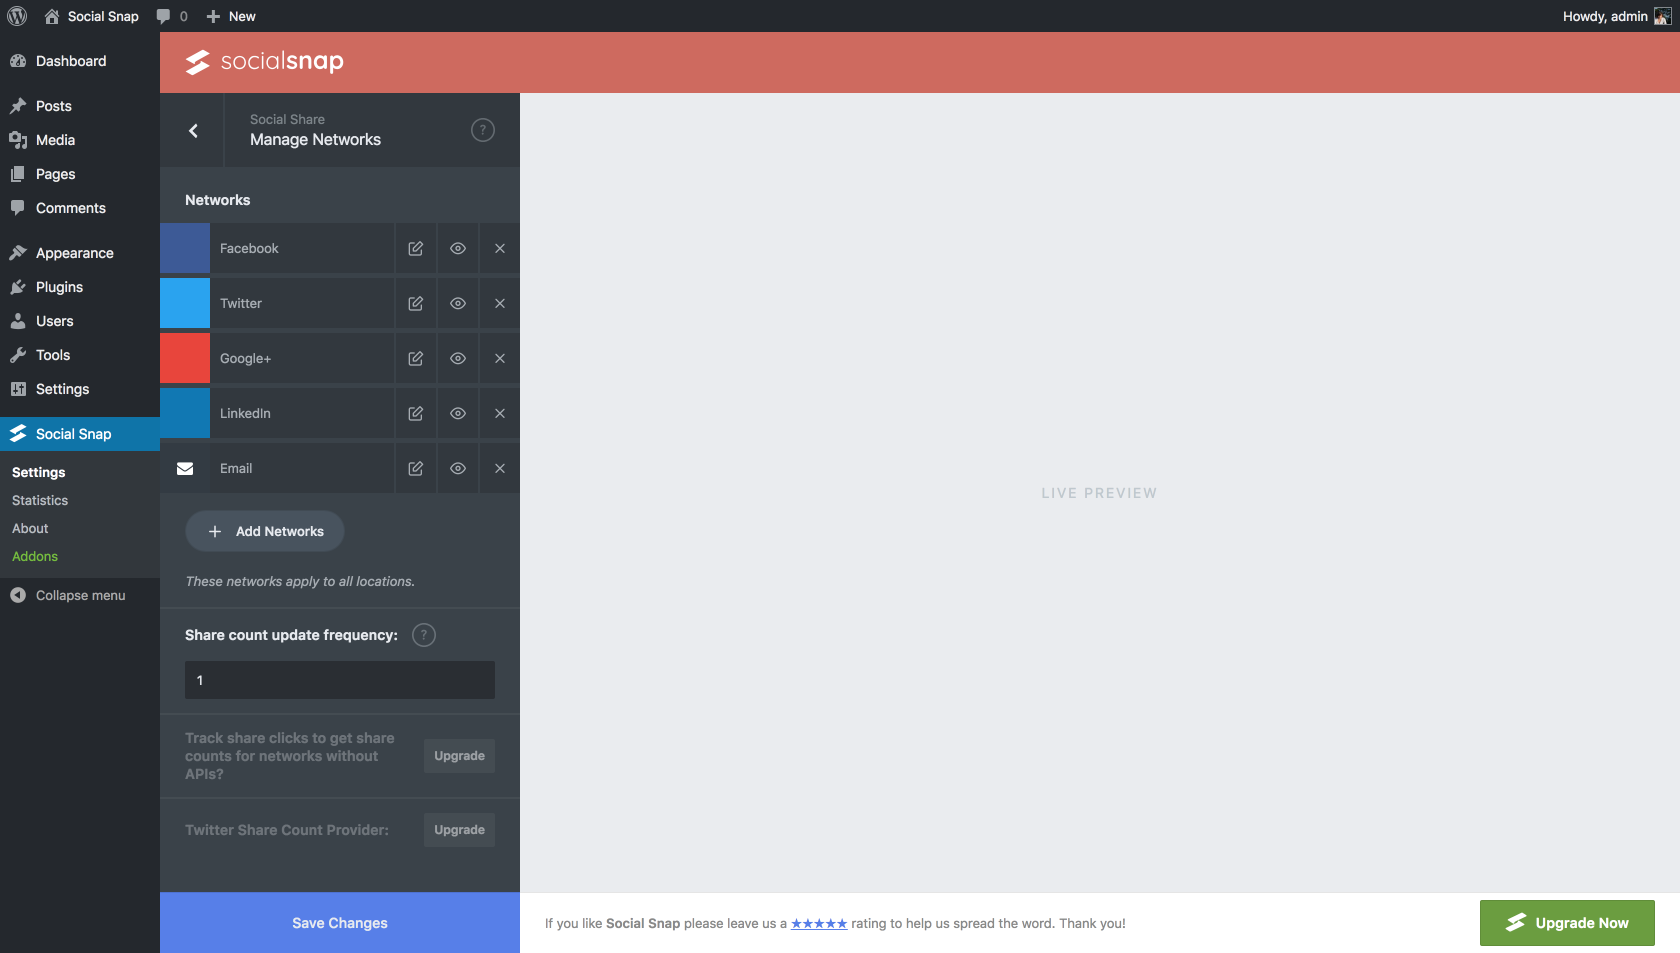 Social Snap
0
New
Howdy, admin
Dashboard
Posts
Media
Pages
Comments
Appearance
Plugins
Users
Tools
Settings
Social Snap
Settings
Statistics
About
Addons
Collapse menu
socialsnap
Social Share
Manage Networks
?
Networks
Facebook
Twitter
Google+
LinkedIn
Email
+ Add Networks
These networks apply to all locations.
Share count update frequency: ?
1
Track share clicks to get share
counts for networks without
APIs?
Upgrade
Twitter Share Count Provider:
Upgrade
Save Changes
LIVE PREVIEW
If you like Social Snap please leave us a ★★★★★ rating to help us spread the word. Thank you!
Upgrade Now